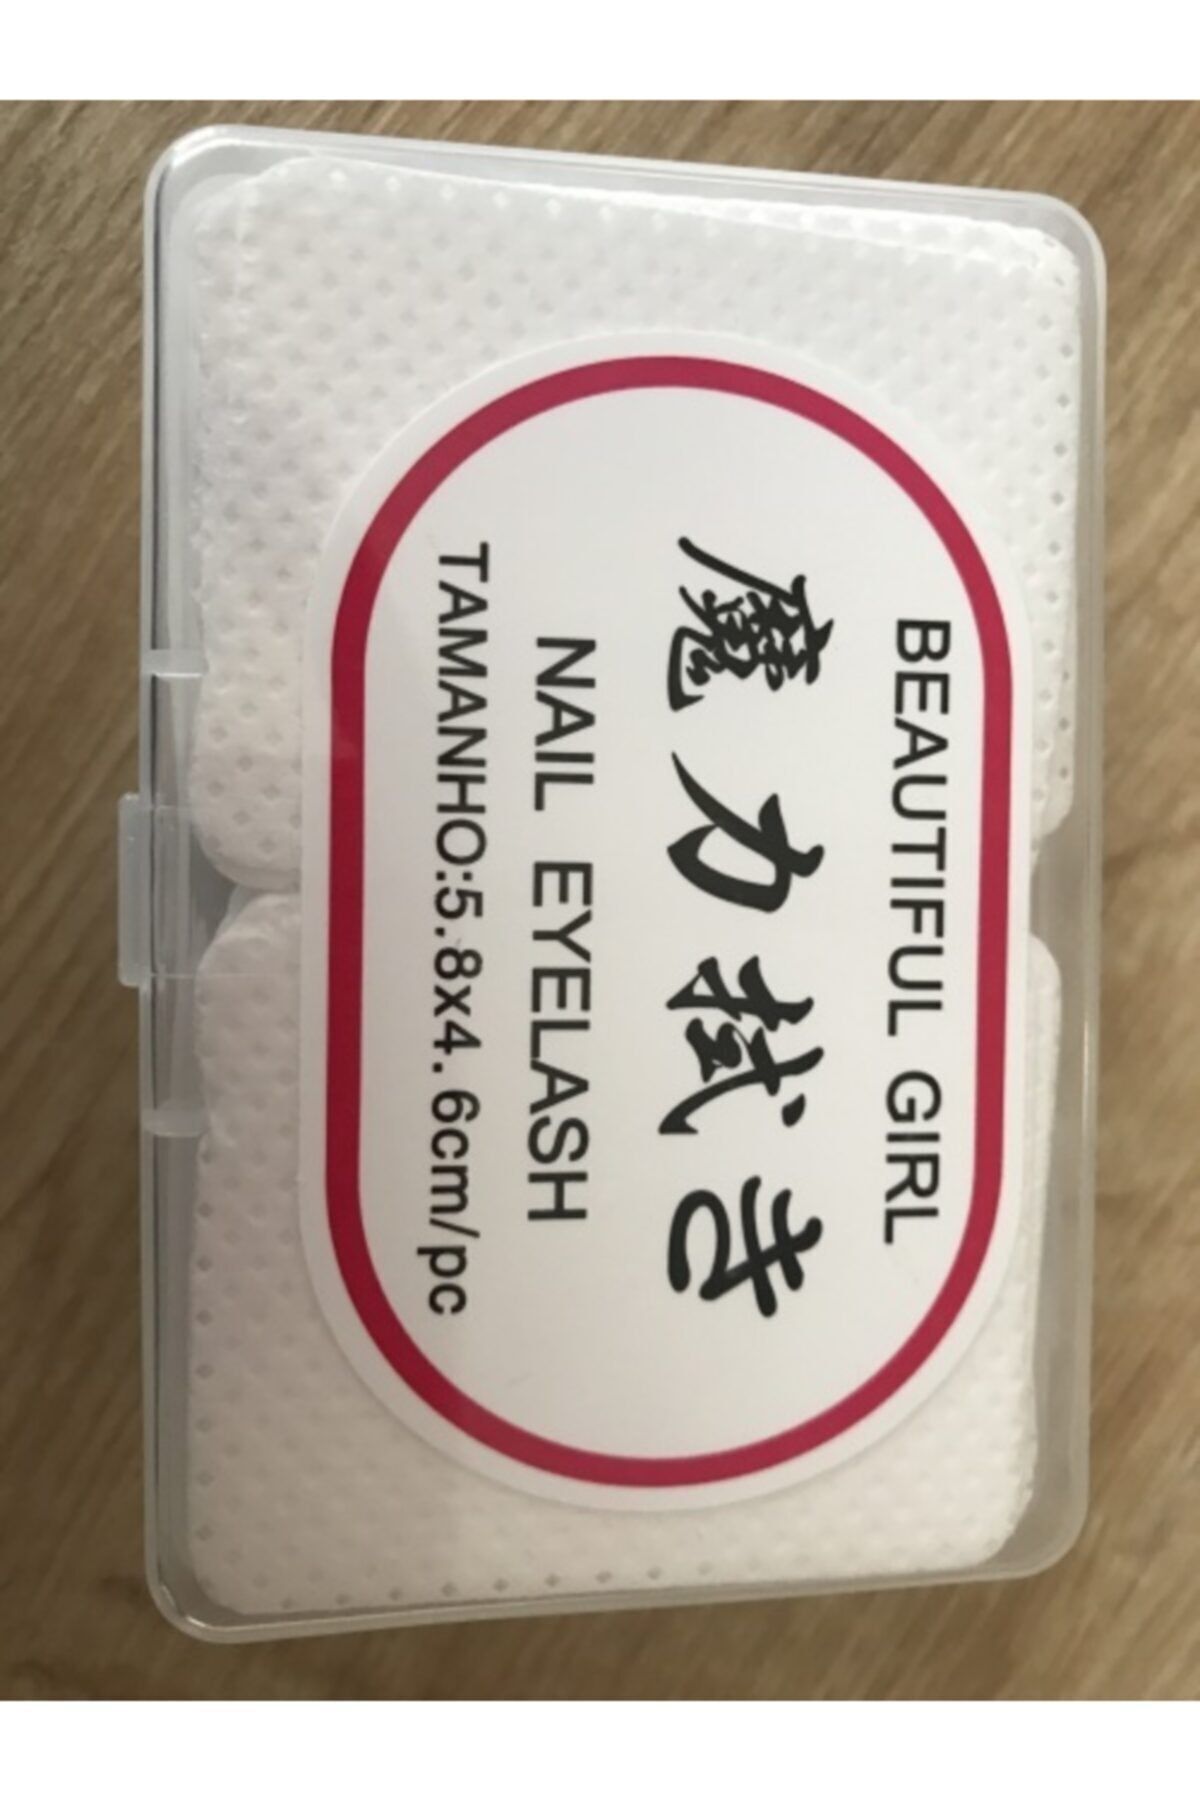 BEAUTIFUL GIRL
魔力拭き
NAIL EYELASH
TAMANHO:5.8x4.6cm/pc